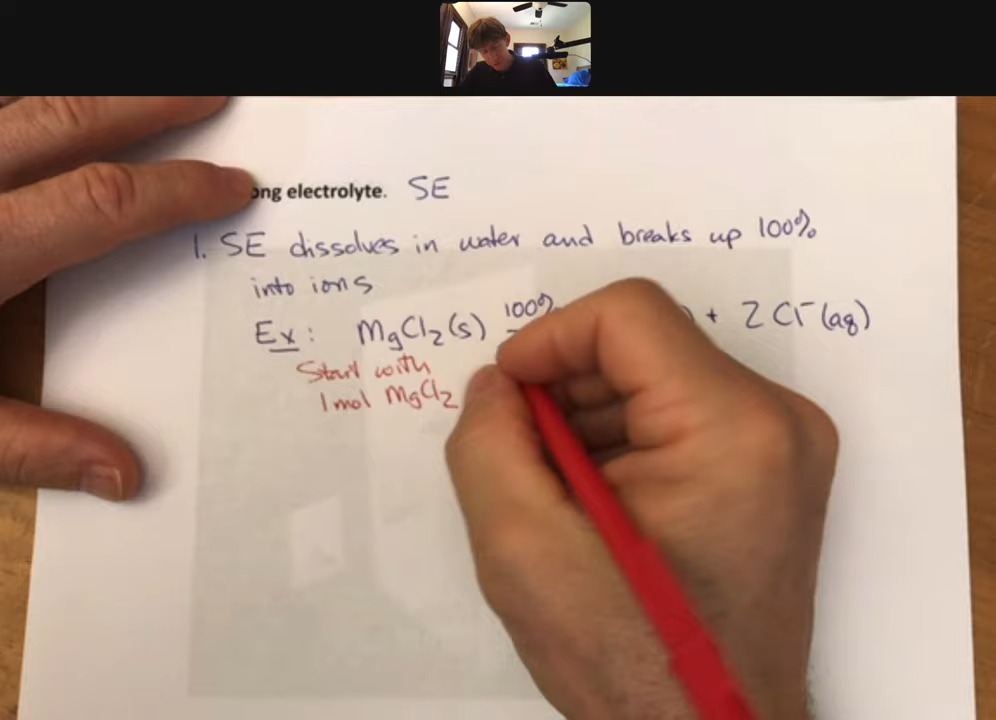 ong electrolyte. SE
1. SE dissolves in water and breaks up 100%
into ions
Ex: MgCl2(s) 100% ) + 2 Cl⁻(aq)
Start with
1 mol MgCl2